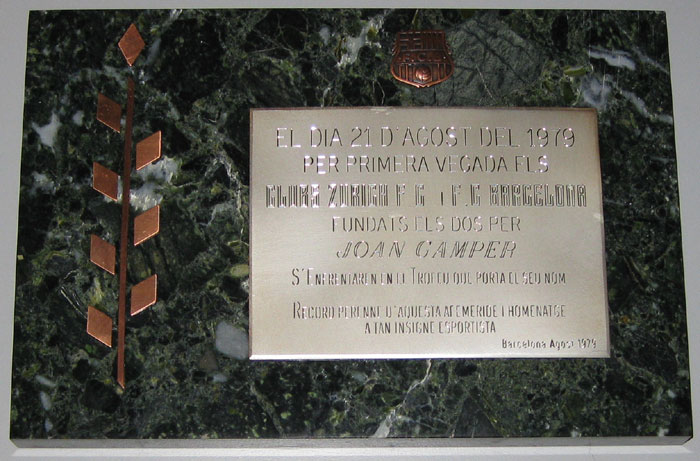 EL DIA 21 D'AGOST DEL 1979
PER PRIMERA VEGADA ELS
CLUBS ZURICH F.C i F.C BARCELONA
FUNDATS ELS DOS PER
JOAN GAMPER
S'ENFRENTAREN EN EL TROFEU QUE PORTA EL SEU NOM
RECORD PERENNE D'AQUESTA AFEMERIDE I HOMENATGE
A TAN INSIGNE ESPORTISTA
Barcelona Agost 1979